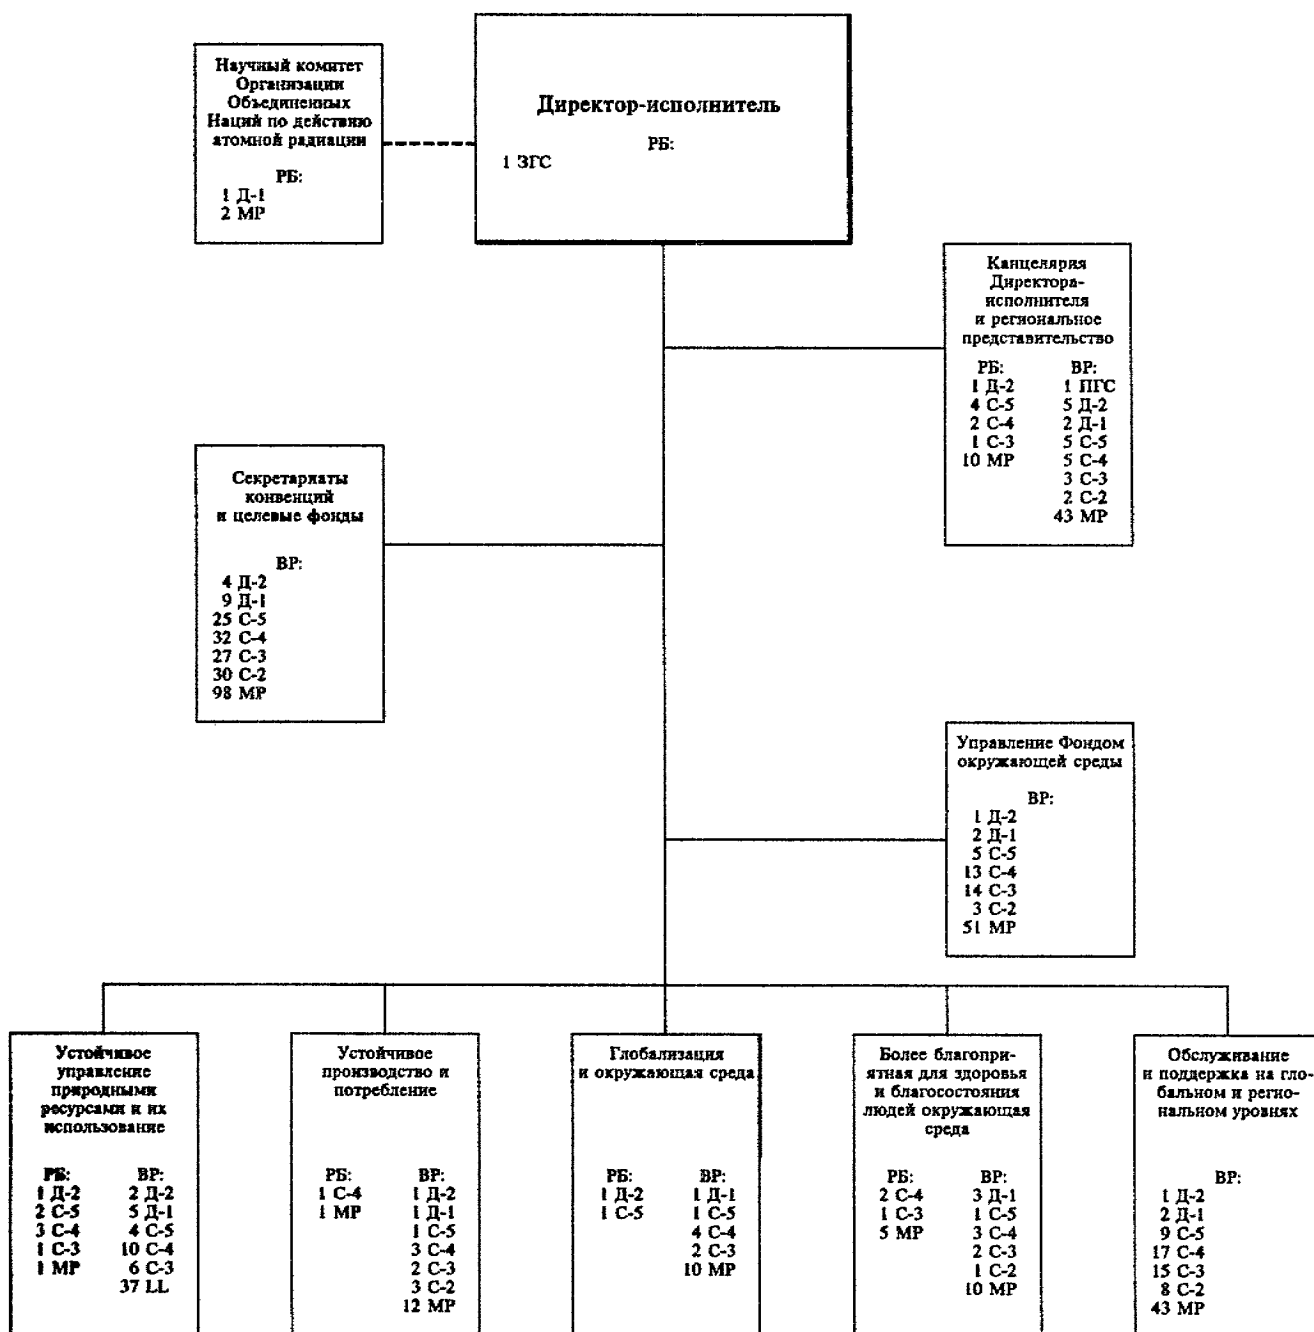 Научный комитет
Организации
Объединенных
Наций по действию
атомной радиации
РБ:
1 Д-1
2 МР
Директор-исполнитель
РБ:
1 ЗГС
Канцелярия
Директора-
исполнителя
и региональное
представительство
РБ: ВР:
1 Д-2 1 ПГС
4 С-5 5 Д-2
2 С-4 2 Д-1
1 С-3 5 С-5
10 МР 5 С-4
3 С-3
2 С-2
43 МР
Секретариаты
конвенций
и целевые фонды
ВР:
4 Д-2
9 Д-1
25 С-5
32 С-4
27 С-3
30 С-2
98 МР
Управление Фондом
окружающей среды
ВР:
1 Д-2
2 Д-1
5 С-5
13 С-4
14 С-3
3 С-2
51 МР
Устойчивое
управление
природными
ресурсами и их
использование
РБ: ВР:
1 Д-2 2 Д-2
2 С-5 5 Д-1
3 С-4 4 С-5
1 С-3 10 С-4
1 МР 6 С-3
37 LL
Устойчивое
производство и
потребление
РБ: ВР:
1 С-4 1 Д-2
1 МР 1 Д-1
1 С-5
3 С-4
2 С-3
3 С-2
12 МР
Глобализация
и окружающая среда
РБ: ВР:
1 Д-2 1 Д-1
1 С-5 1 С-5
4 С-4
2 С-3
10 МР
Более благопри-
ятная для здоровья
и благосостояния
людей окружающая
среда
РБ: ВР:
2 С-4 3 Д-1
1 С-3 1 С-5
5 МР 3 С-4
2 С-3
1 С-2
10 МР
Обслуживание
и поддержка на гло-
бальном и регио-
нальном уровнях
ВР:
1 Д-2
2 Д-1
9 С-5
17 С-4
15 С-3
8 С-2
43 МР